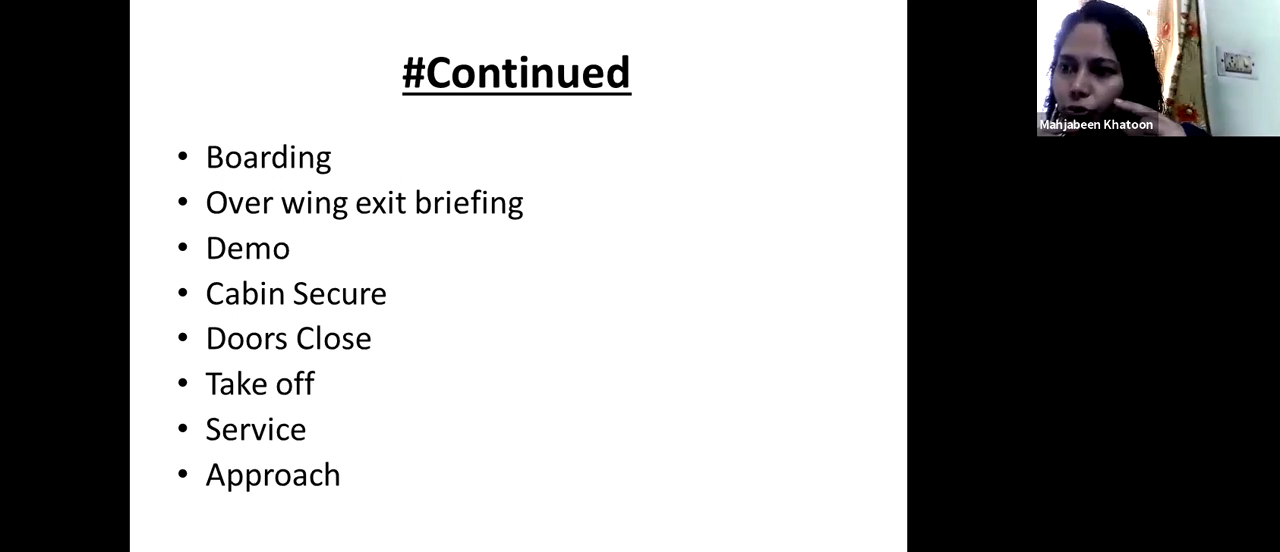 #Continued
• Boarding
• Over wing exit briefing
• Demo
• Cabin Secure
• Doors Close
• Take off
• Service
• Approach
Mahjabeen Khatoon